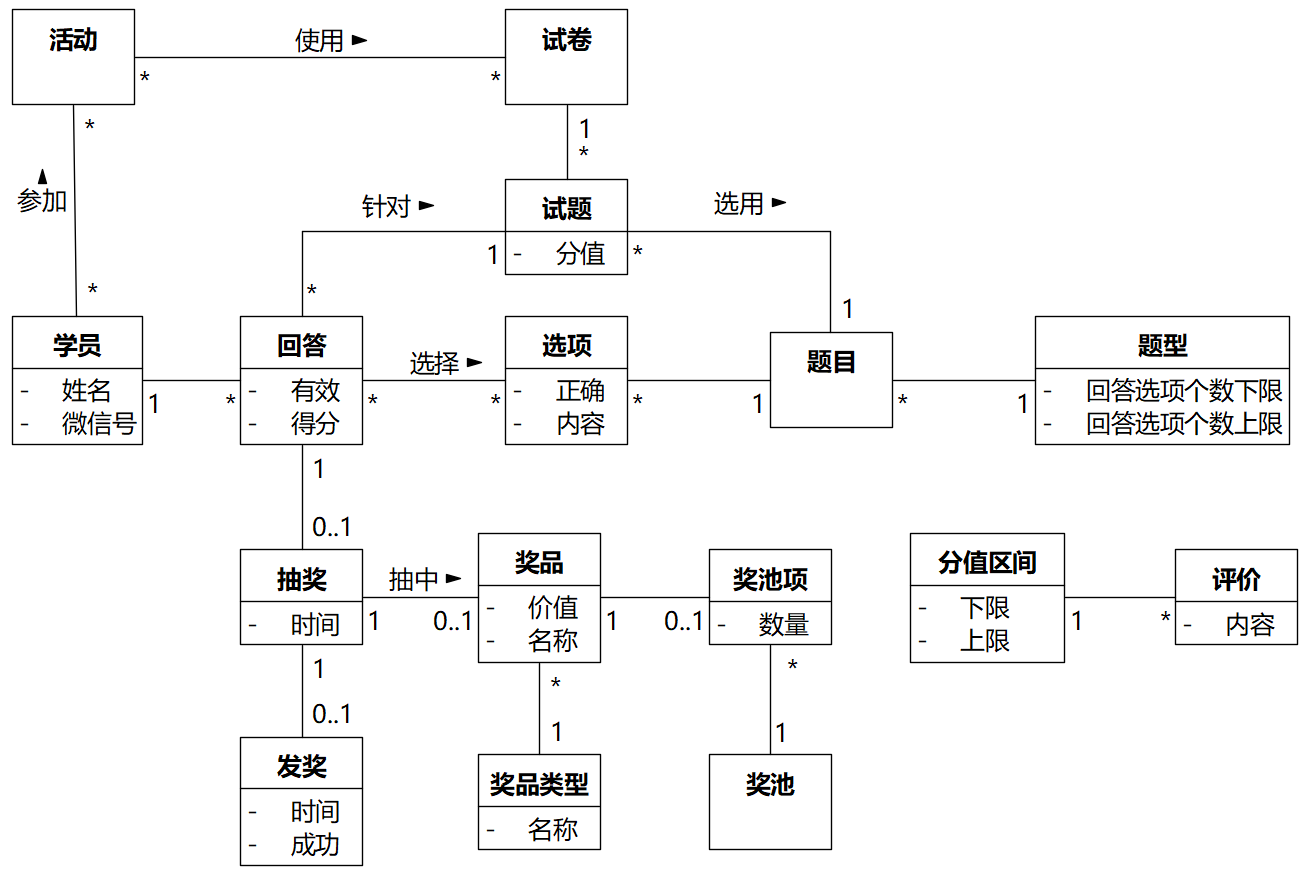 活动
使用 ►
试卷
*
*
*
1
*
▲
参加
针对 ►
试题
选用 ►
1
- 分值
*
*
*
1
学员
回答
选项
题目
题型
- 姓名
- 微信号
1
*
- 有效
- 得分
*
选择 ►
*
- 正确
- 内容
*
1
*
1
- 回答选项个数下限
- 回答选项个数上限
1
0..1
抽奖
- 时间
抽中 ►
1
0..1
奖品
- 价值
- 名称
1
0..1
奖池项
- 数量
分值区间
- 下限
- 上限
1
*
评价
- 内容
1
0..1
*
1
*
1
发奖
- 时间
- 成功
奖品类型
- 名称
奖池